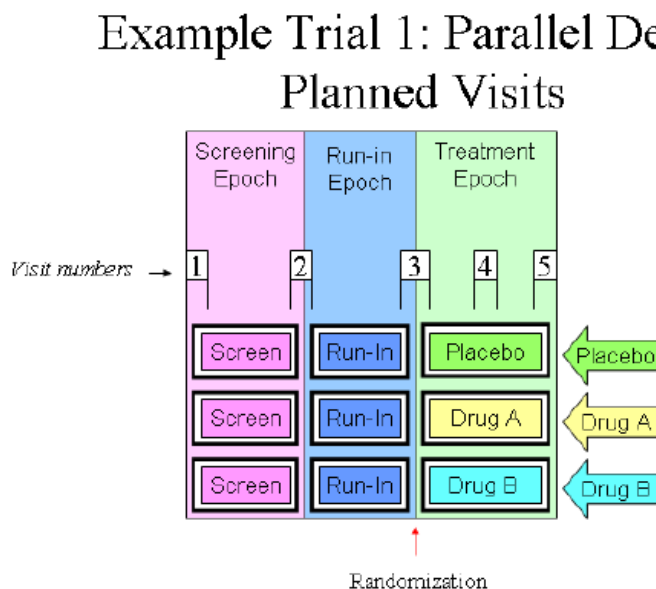 Example Trial 1: Parallel De
Planned Visits
Screening Epoch
Run-in Epoch
Treatment Epoch
Visit numbers
1 2 3 4 5
Screen Run-In Placebo Placebo
Screen Run-In Drug A Drug A
Screen Run-In Drug B Drug B
Randomization